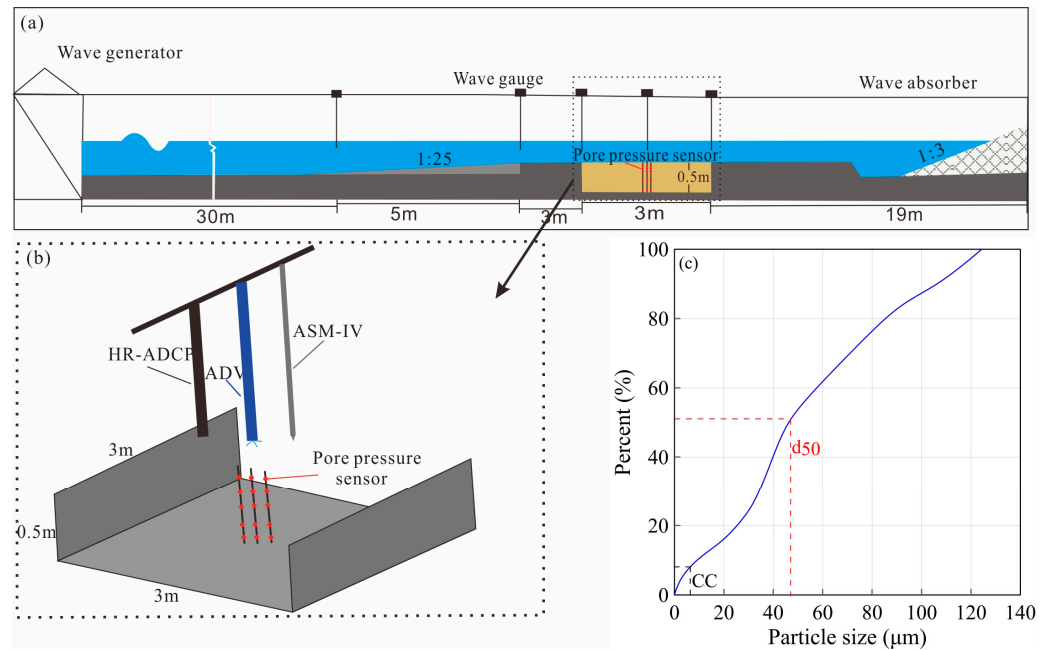 (a)
Wave generator
Wave gauge
Wave absorber
1:25
Pore pressure sensor
0.5m
1:3
30m
5m
3m
3m
19m
(b)
HR-ADCP
ADV
ASM-IV
3m
Pore pressure
sensor
0.5m
3m
(c)
100
80
60
40
20
0
Percent (%)
d50
CC
0 20 40 60 80 100 120 140
Particle size (μm)